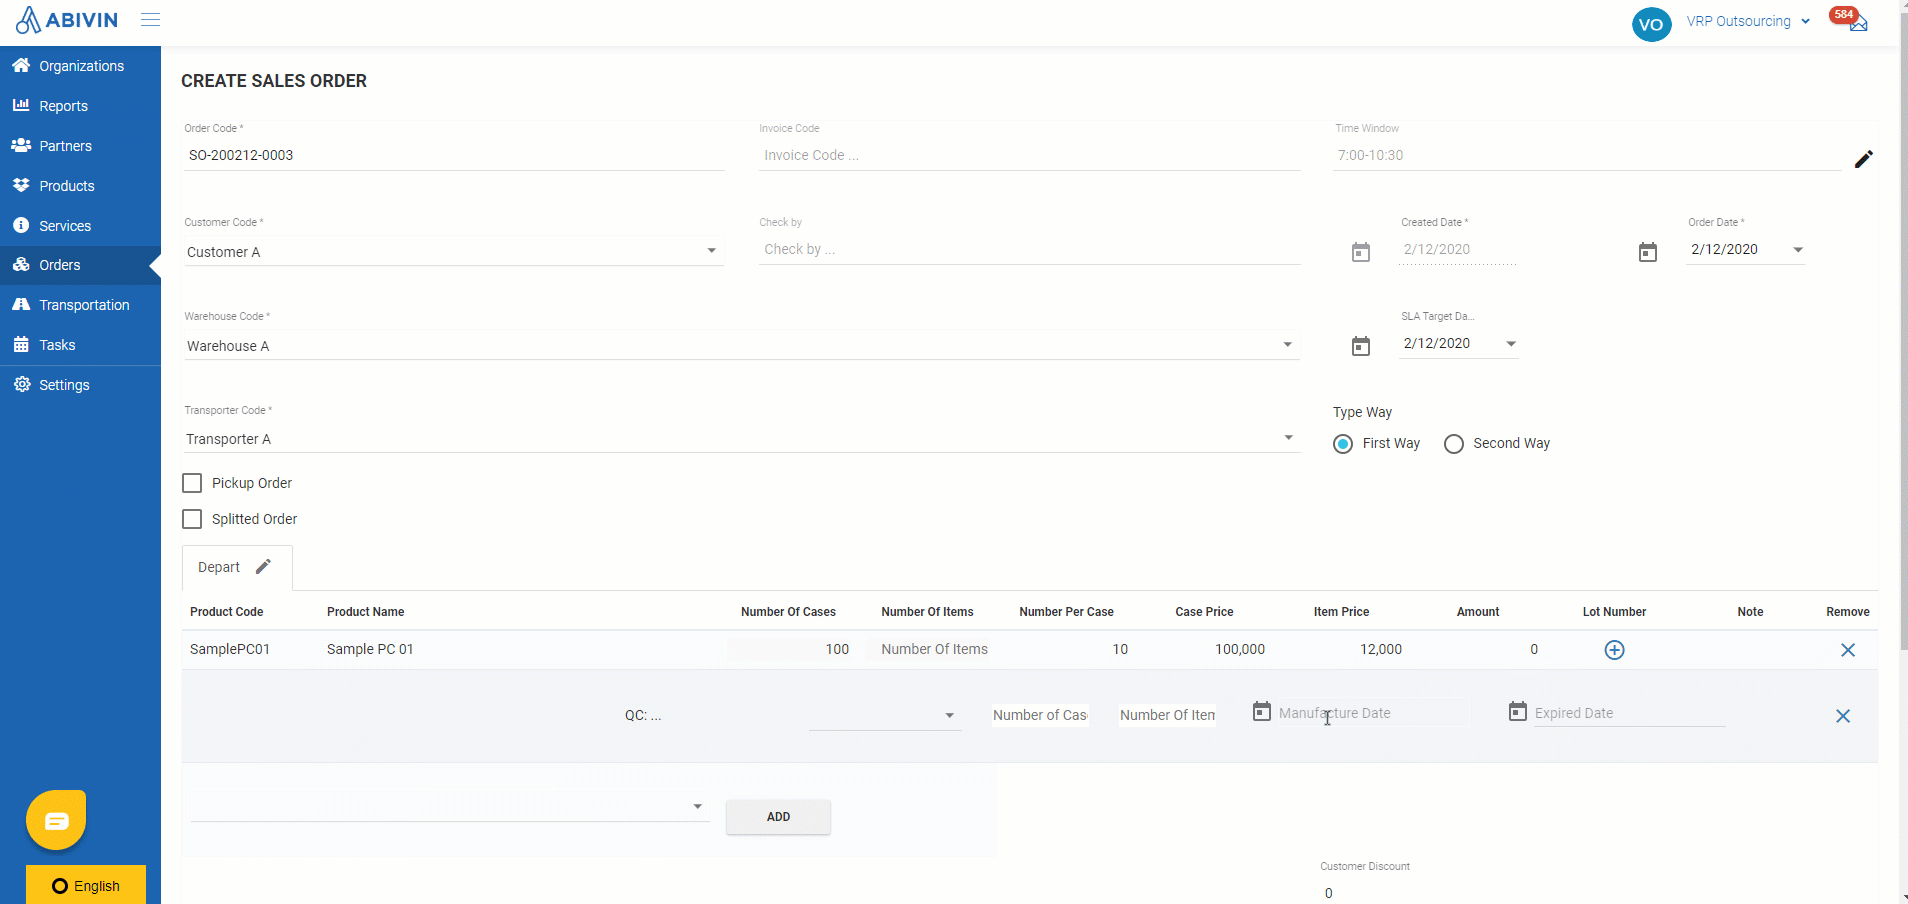 ABIVIN
VO
VRP Outsourcing
584
Organizations
Reports
Partners
Products
Services
Orders
Transportation
Tasks
Settings
English
CREATE SALES ORDER
Order Code *
SO-200212-0003
Invoice Code
Invoice Code ...
Time Window
7:00-10:30
Customer Code *
Customer A
Check by
Check by ...
Created Date *
2/12/2020
Order Date *
2/12/2020
Warehouse Code *
Warehouse A
SLA Target Da...
2/12/2020
Transporter Code *
Transporter A
Type Way
First Way
Second Way
Pickup Order
Splitted Order
Depart
Product Code Product Name Number Of Cases Number Of Items Number Per Case Case Price Item Price Amount Lot Number Note Remove
SamplePC01 Sample PC 01 100 Number Of Items 10 100,000 12,000 0
QC: ... Number of Cas Number Of Item Manufacture Date Expired Date
ADD
Customer Discount
0